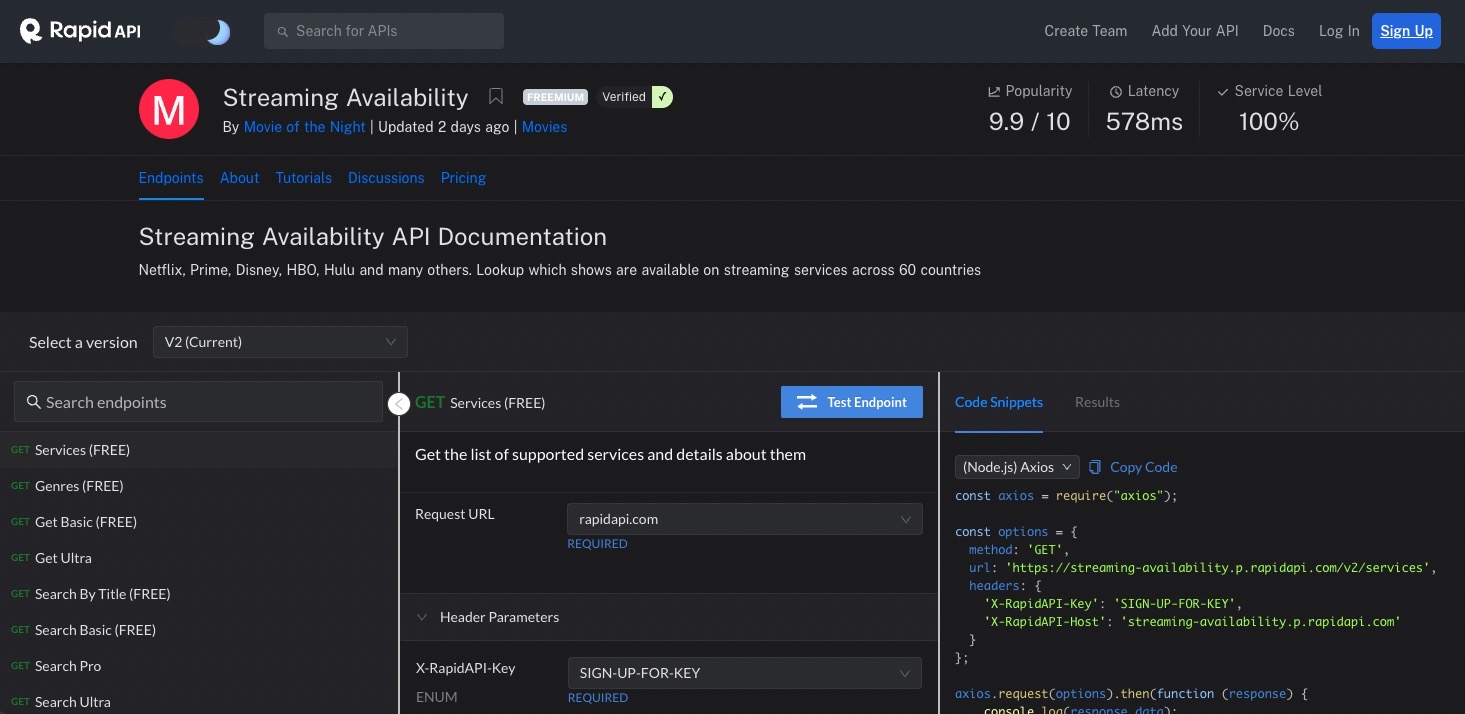 Rapid API
Search for APIs
Create Team Add Your API Docs Log In Sign Up
M
Streaming Availability FREEMIUM Verified ✓
By Movie of the Night | Updated 2 days ago | Movies
Popularity Latency Service Level
9.9 / 10 578ms 100%
Endpoints About Tutorials Discussions Pricing
Streaming Availability API Documentation
Netflix, Prime, Disney, HBO, Hulu and many others. Lookup which shows are available on streaming services across 60 countries
Select a version V2 (Current)
Search endpoints
GET Services (FREE)
GET Genres (FREE)
GET Get Basic (FREE)
GET Get Ultra
GET Search By Title (FREE)
GET Search Basic (FREE)
GET Search Pro
GET Search Ultra
GET Services (FREE) Test Endpoint
Get the list of supported services and details about them
Request URL rapidapi.com
REQUIRED
Header Parameters
X-RapidAPI-Key SIGN-UP-FOR-KEY
ENUM REQUIRED
Code Snippets Results
(Node.js) Axios Copy Code
const axios = require("axios");
const options = {
method: 'GET',
url: 'https://streaming-availability.p.rapidapi.com/v2/services',
headers: {
'X-RapidAPI-Key': 'SIGN-UP-FOR-KEY',
'X-RapidAPI-Host': 'streaming-availability.p.rapidapi.com'
}
};
axios.request(options).then(function (response) {
console.log(response.data);